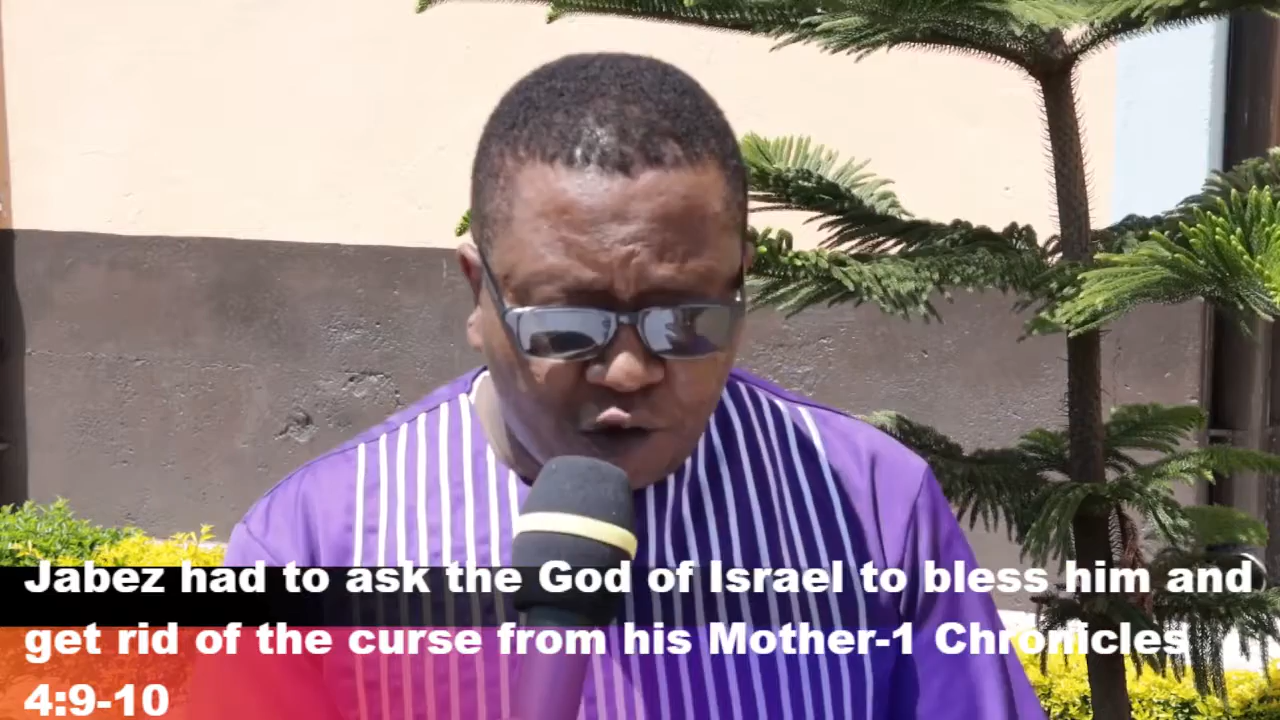 Jabez had to ask the God of Israel to bless him and
get rid of the curse from his Mother-1 Chronicles
4:9-10